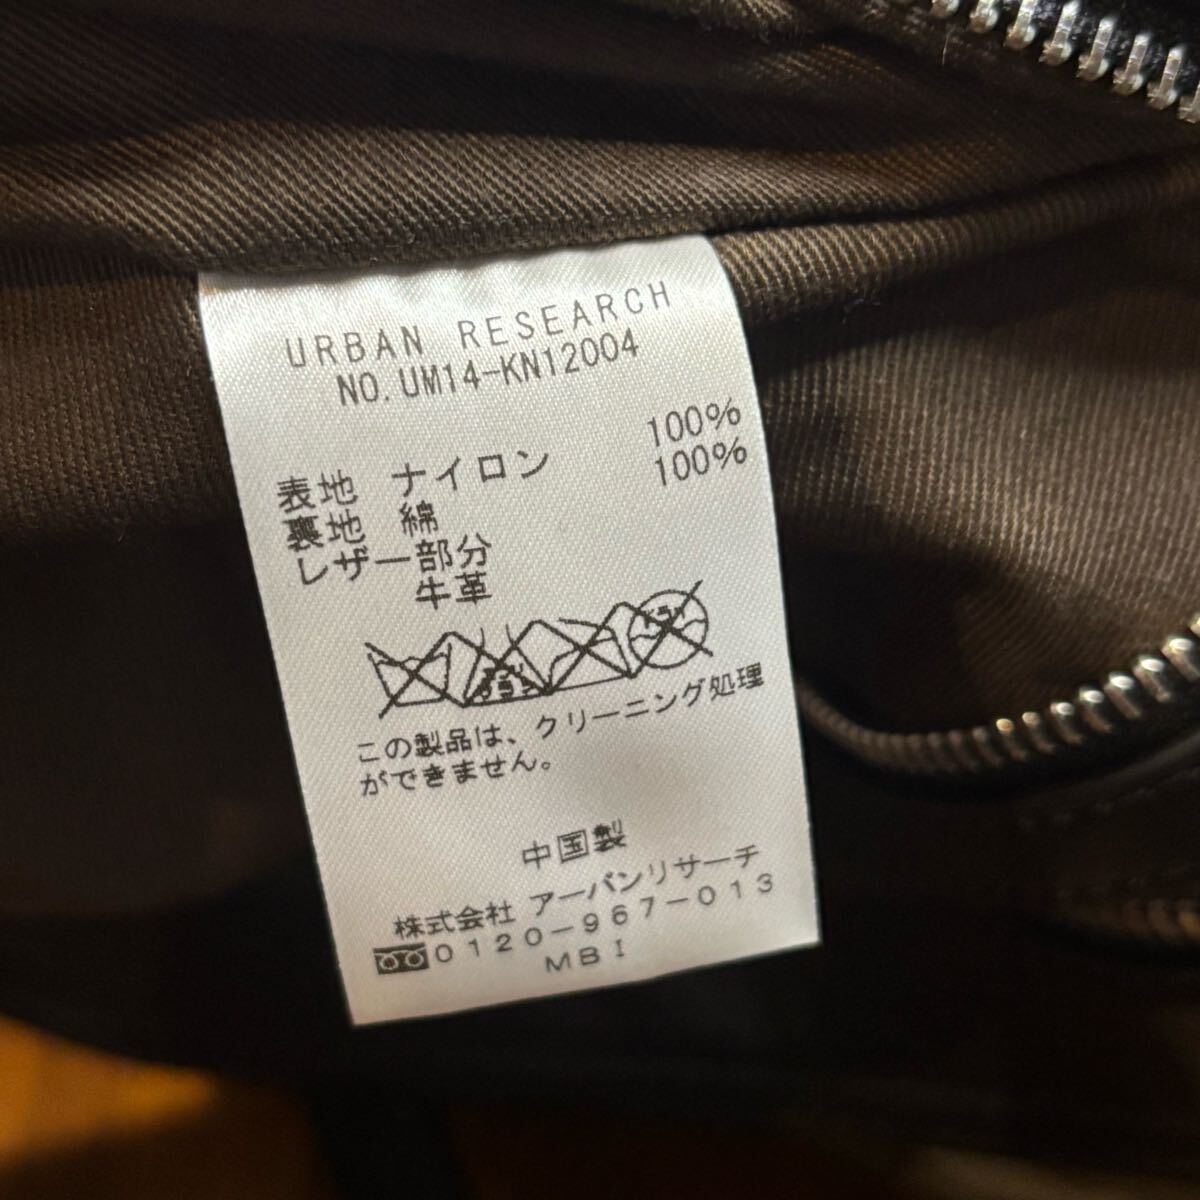 URBAN RESEARCH
NO. UM14-KN12004
表地 ナイロン 100%
裏地 綿 100%
レザー部分
牛革
この製品は、クリーニング処理
ができません。
中国製
株式会社 アーバンリサーチ
0120-967-013
MBI